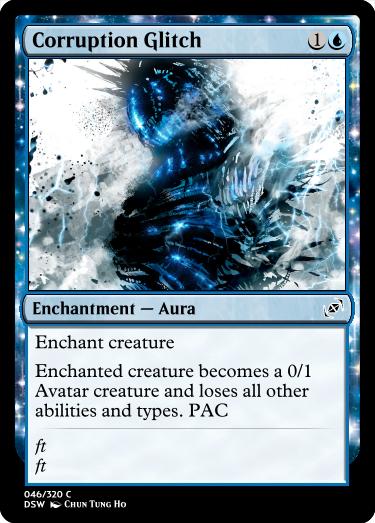 Corruption Glitch 1
Enchantment — Aura
Enchant creature
Enchanted creature becomes a 0/1
Avatar creature and loses all other
abilities and types. PAC
ft
ft
046/320 C
DSW Chun Tung Ho